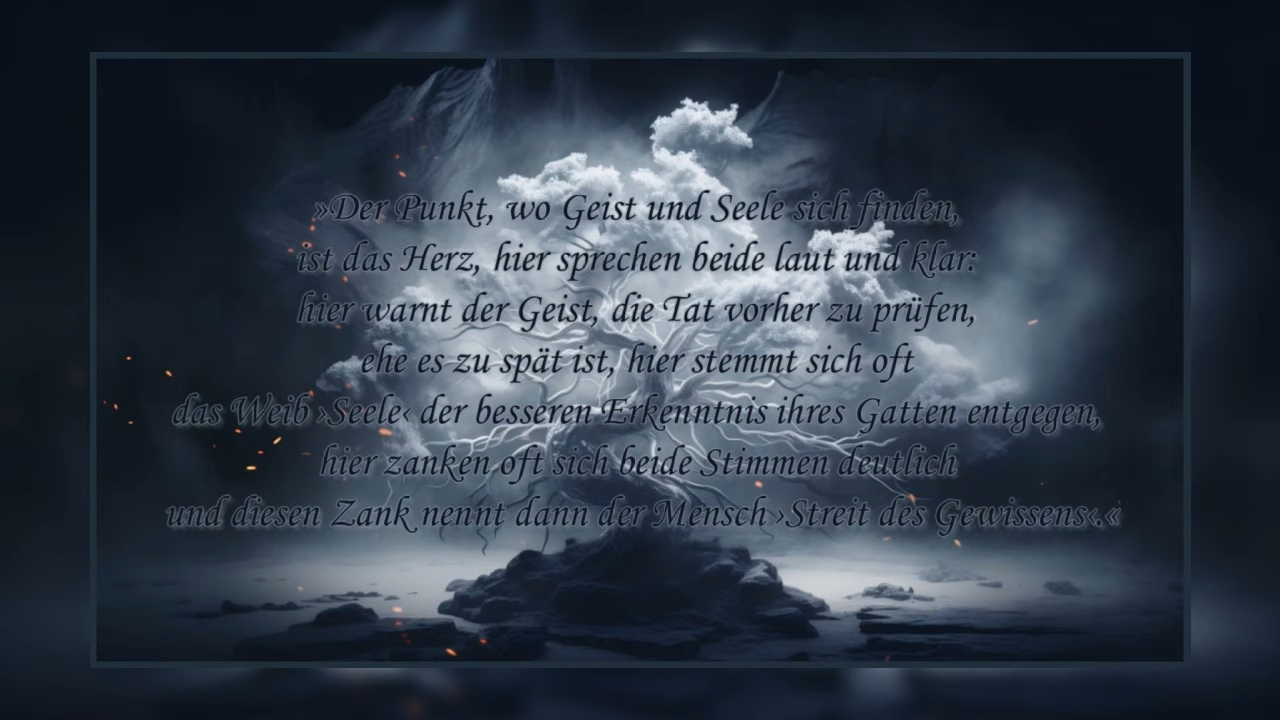 »Der Punkt, wo Geist und Seele sich finden,
ist das Herz, hier sprechen beide laut und klar:
hier warnt der Geist, die Tat vorher zu prüfen,
ehe es zu spät ist, hier stemmt sich oft
das Weib ›Seele‹ der besseren Erkenntnis ihres Gatten entgegen,
hier zanken oft sich beide Stimmen deutlich
und diesen Zank nennt dann der Mensch ›Streit des Gewissens‹.«